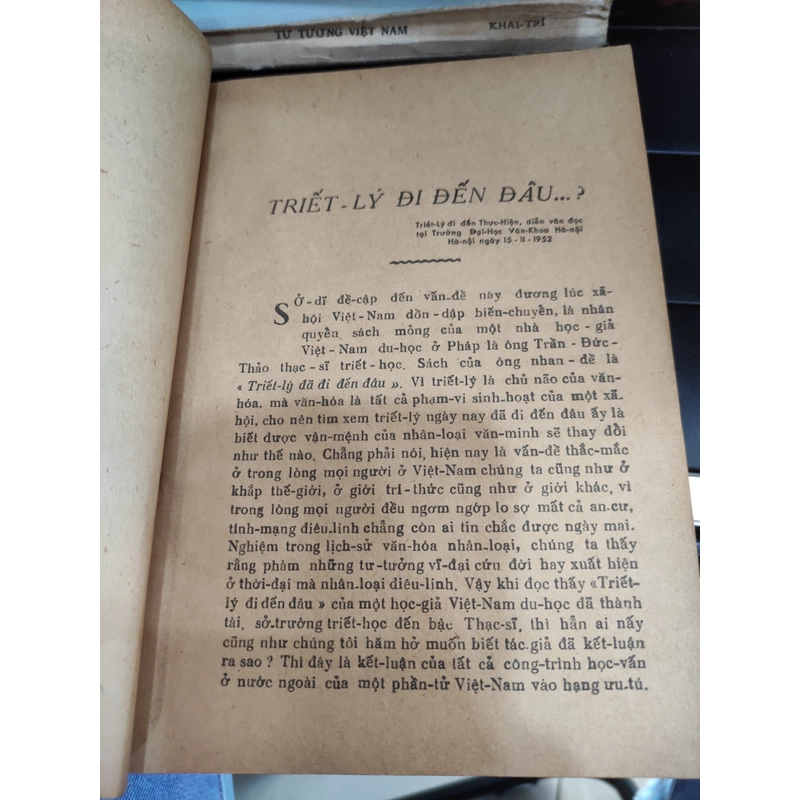 TƯ TƯỞNG VIỆT NAM KHAI-TRÍ
TRIẾT-LÝ ĐI ĐẾN ĐÂU...?
Triết-Lý đi đến Thực-Hiện, diễn văn đọc
tại Trường Đại-Học Văn-Khoa Hà-nội
Hà-nội ngày 15-11-1952
SỞ-dĩ đề-cập đến vấn-đề này đương lúc xã-
hội Việt-Nam dồn-dập biến-chuyển, là nhân
quyển sách mỏng của một nhà học-giả
Việt-Nam du-học ở Pháp là ông Trần-Đức-
Thảo thạc-sĩ triết-học. Sách của ông nhan-đề là
« Triết-lý đã đi đến đâu ». Vì triết-lý là chủ não của văn-
hóa, mà văn-hóa là tất cả phạm-vi sinh-hoạt của một xã-
hội, cho nên tìm xem triết-lý ngày nay đã đi đến đâu ấy là
biết được vận-mệnh của nhân-loại văn-minh sẽ thay đổi
như thế nào. Chẳng phải nói, hiện nay là vấn-đề thắc-mắc
ở trong lòng mọi người ở Việt-Nam chúng ta cũng như ở
khắp thế-giới, ở giới trí-thức cũng như ở giới khác, vì
trong lòng mọi người đều ngơm ngớp lo sợ mất cả an-cư,
tính-mạng điêu-linh chẳng còn ai tin chắc được ngày mai.
Nghiệm trong lịch-sử văn-hóa nhân-loại, chúng ta thấy
rằng phàm những tư-tưởng vĩ-đại cứu đời hay xuất hiện
ở thời-đại mà nhân-loại điêu-linh. Vậy khi đọc thấy «Triết-
lý đi đến đâu » của một học-giả Việt-Nam du-học đã thành
tài, sở-trường triết-học đến bậc Thạc-sĩ, thì hẳn ai nấy
cũng như chúng tôi hăm hở muốn biết tác-giả đã kết-luận
ra sao ? Thì đây là kết-luận của tất cả công-trình học-vấn
ở nước ngoài của một phần-tử Việt-Nam vào hạng ưu-tú.